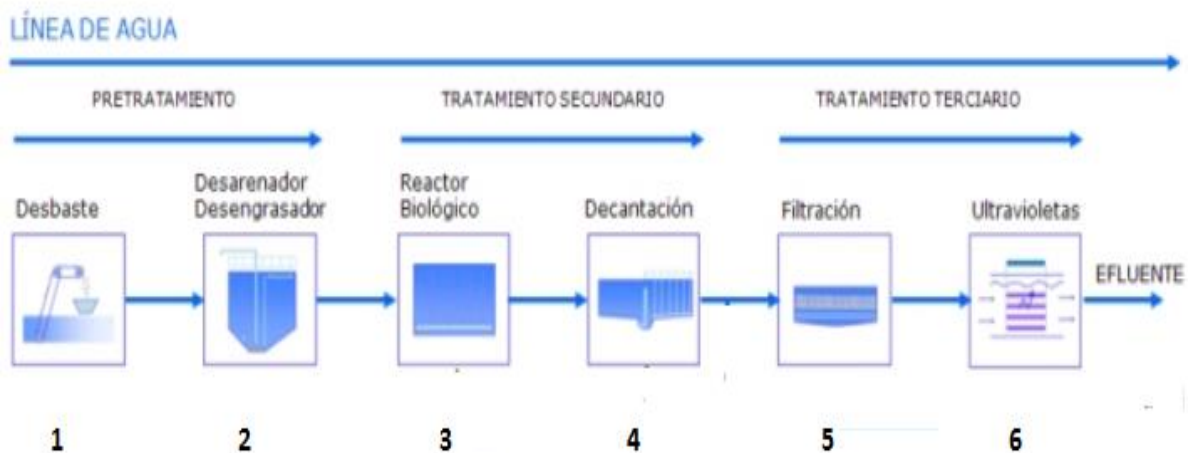 LÍNEA DE AGUA
PRETRATAMIENTO
TRATAMIENTO SECUNDARIO
TRATAMIENTO TERCIARIO
Desbaste
Desarenador
Desengrasador
Reactor
Biológico
Decantación
Filtración
Ultravioletas
EFLUENTE
1 2 3 4 5 6